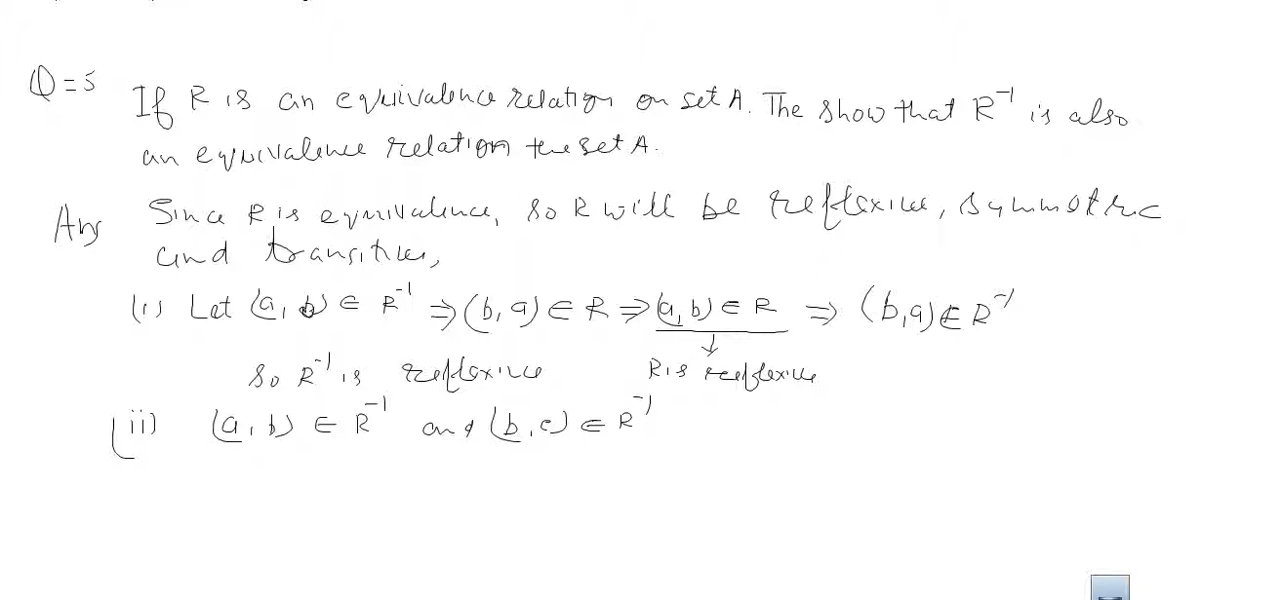 Q=5 If R is an equivalence relation on set A. The show that R⁻¹ is also
an equivalence relation the set A.
Ans Since R is equivalence, so R will be reflexive, symmetric
and transitive,
(i) Let (a, b) ∈ R⁻¹ ⇒ (b, a) ∈ R ⇒ (a, b) ∈ R ⇒ (b, a) ∈ R⁻¹
↓
so R⁻¹ is reflexive R is reeflexive
(ii) (a, b) ∈ R⁻¹ and (b, c) ∈ R⁻¹